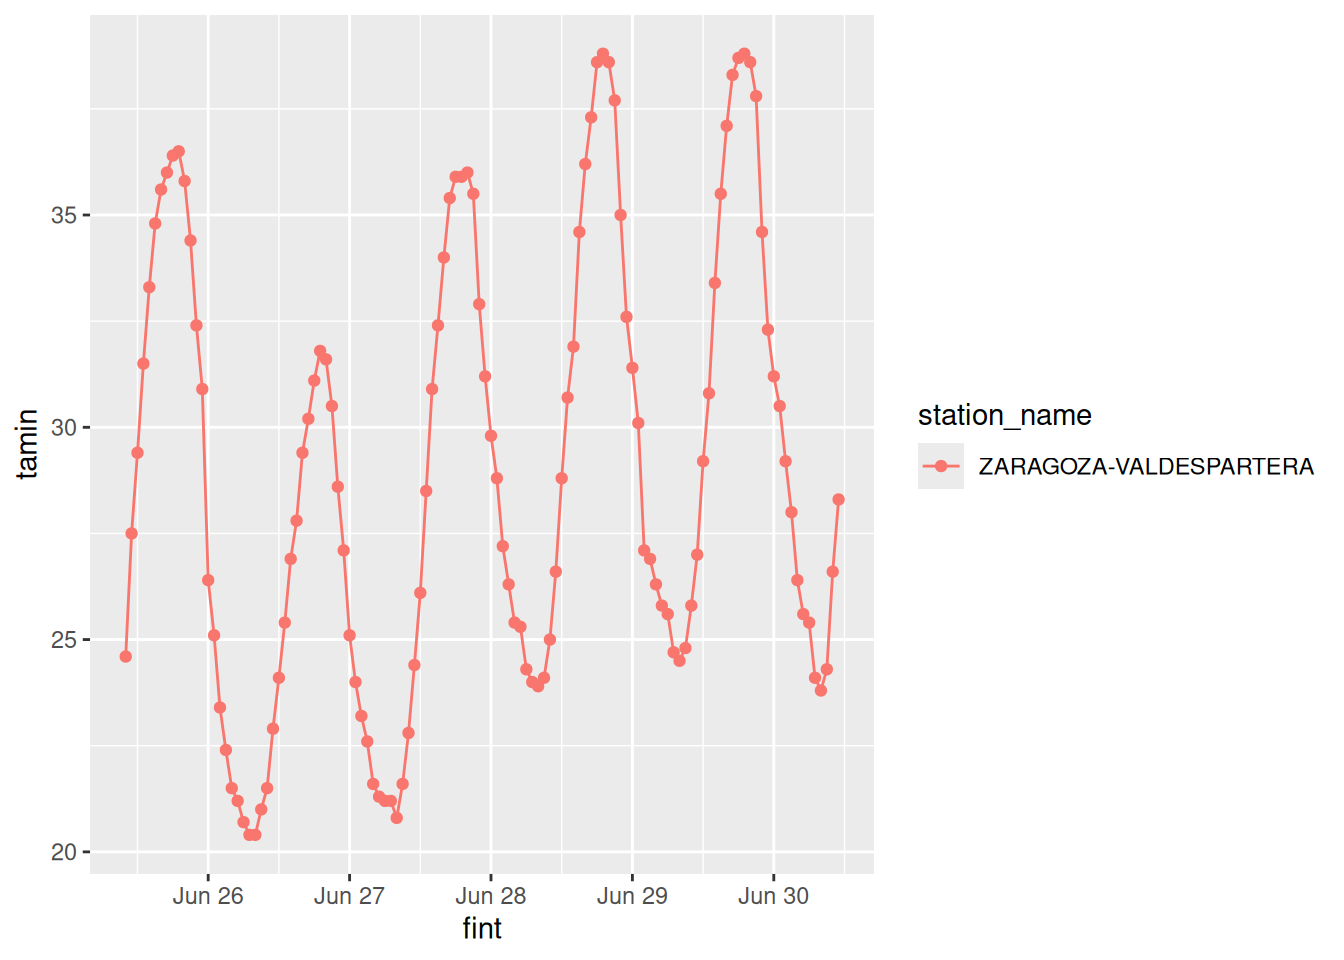 tamin
35
30
25
20
Jun 26
Jun 27
Jun 28
Jun 29
Jun 30
fint
station_name
ZARAGOZA-VALDESPARTERA